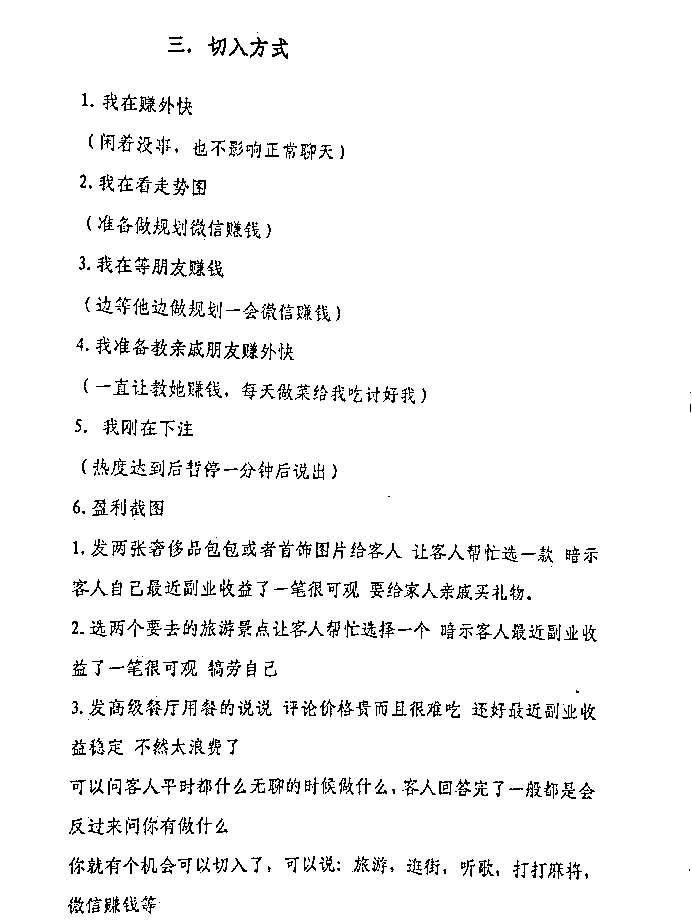 三．切入方式
1. 我在赚外快
（闲着没事，也不影响正常聊天）
2. 我在看走势图
（准备做规划微信赚钱）
3. 我在等朋友赚钱
（边等他边做规划一会微信赚钱）
4. 我准备教亲戚朋友赚外快
（一直让教她赚钱，每天做菜给我吃讨好我）
5. 我刚在下注
（热度达到后暂停一分钟后说出）
6. 盈利截图
1. 发两张奢侈品包包或者首饰图片给客人 让客人帮忙选一款 暗示
客人自己最近副业收益了一笔很可观 要给家人亲戚买礼物。
2. 选两个要去的旅游景点让客人帮忙选择一个 暗示客人最近副业收
益了一笔很可观 犒劳自己
3. 发高级餐厅用餐的说说 评论价格贵而且很难吃 还好最近副业收
益稳定 不然太浪费了
可以问客人平时都什么无聊的时候做什么，客人回答完了一般都是会
反过来问你有做什么
你就有个机会可以切入了，可以说：旅游，逛街，听歌，打打麻将，
微信赚钱等